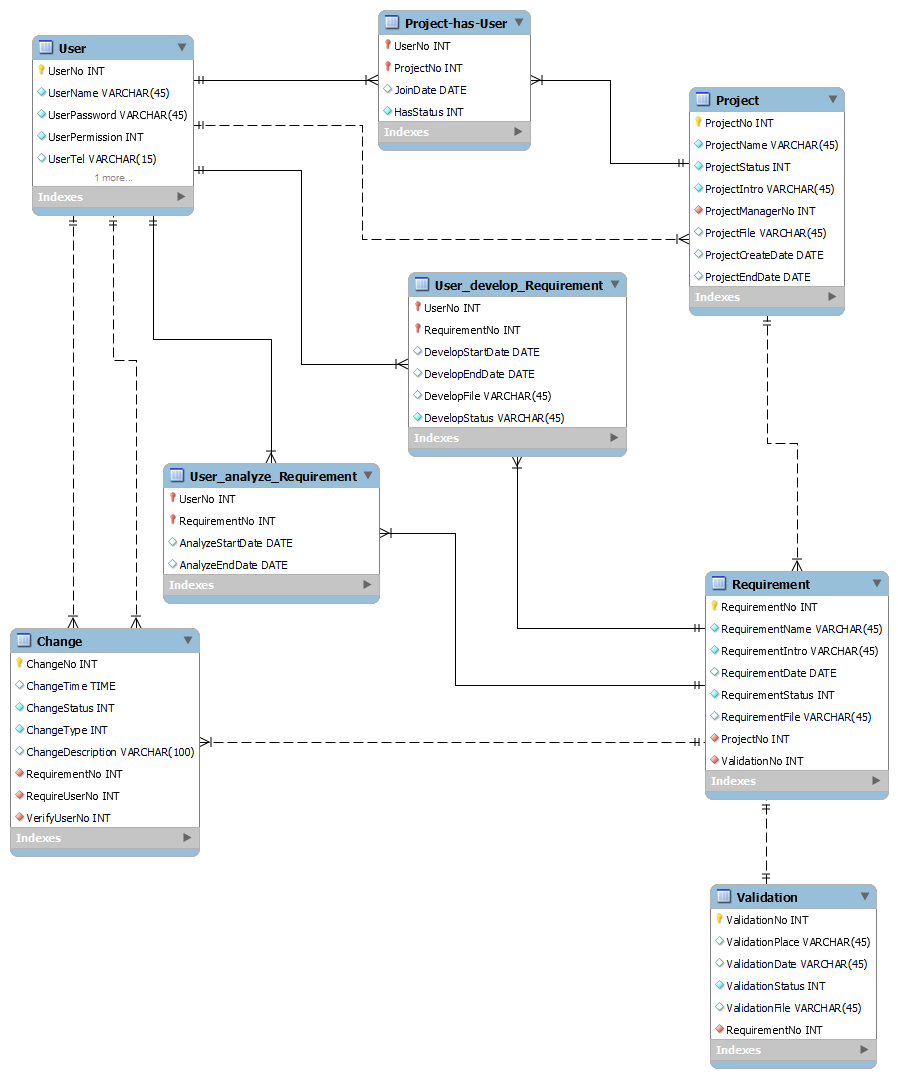 User
UserNo INT
UserName VARCHAR(45)
UserPassword VARCHAR(45)
UserPermission INT
UserTel VARCHAR(15)
1 more...
Indexes
Project-has-User
UserNo INT
ProjectNo INT
JoinDate DATE
HasStatus INT
Indexes
Project
ProjectNo INT
ProjectName VARCHAR(45)
ProjectStatus INT
ProjectIntro VARCHAR(45)
ProjectManagerNo INT
ProjectFile VARCHAR(45)
ProjectCreateDate DATE
ProjectEndDate DATE
Indexes
User_develop_Requirement
UserNo INT
RequirementNo INT
DevelopStartDate DATE
DevelopEndDate DATE
DevelopFile VARCHAR(45)
DevelopStatus VARCHAR(45)
Indexes
User_analyze_Requirement
UserNo INT
RequirementNo INT
AnalyzeStartDate DATE
AnalyzeEndDate DATE
Indexes
Requirement
RequirementNo INT
RequirementName VARCHAR(45)
RequirementIntro VARCHAR(45)
RequirementDate DATE
RequirementStatus INT
RequirementFile VARCHAR(45)
ProjectNo INT
ValidationNo INT
Indexes
Change
ChangeNo INT
ChangeTime TIME
ChangeStatus INT
ChangeType INT
ChangeDescription VARCHAR(100)
RequirementNo INT
RequireUserNo INT
VerifyUserNo INT
Indexes
Validation
ValidationNo INT
ValidationPlace VARCHAR(45)
ValidationDate VARCHAR(45)
ValidationStatus INT
ValidationFile VARCHAR(45)
RequirementNo INT
Indexes